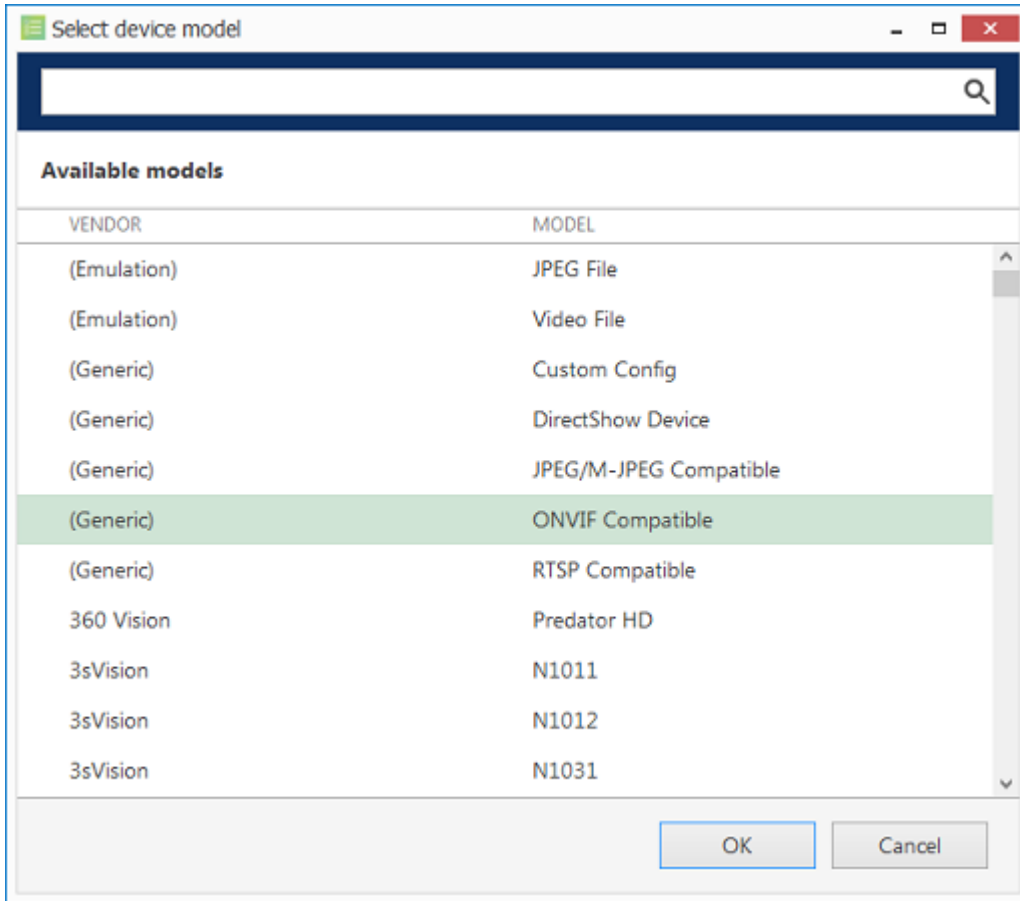 Select device model
Available models
VENDOR MODEL
(Emulation) JPEG File
(Emulation) Video File
(Generic) Custom Config
(Generic) DirectShow Device
(Generic) JPEG/M-JPEG Compatible
(Generic) ONVIF Compatible
(Generic) RTSP Compatible
360 Vision Predator HD
3sVision N1011
3sVision N1012
3sVision N1031
OK Cancel